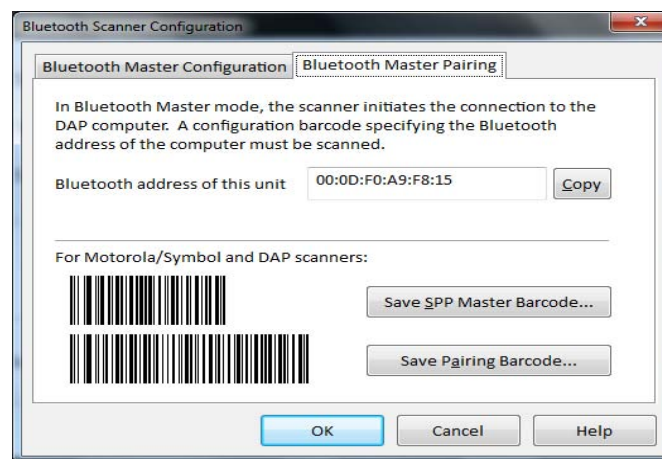 Bluetooth Scanner Configuration
Bluetooth Master Configuration
Bluetooth Master Pairing
In Bluetooth Master mode, the scanner initiates the connection to the
DAP computer. A configuration barcode specifying the Bluetooth
address of the computer must be scanned.
Bluetooth address of this unit
00:0D:F0:A9:F8:15
Copy
For Motorola/Symbol and DAP scanners:
Save SPP Master Barcode...
Save Pairing Barcode...
OK
Cancel
Help